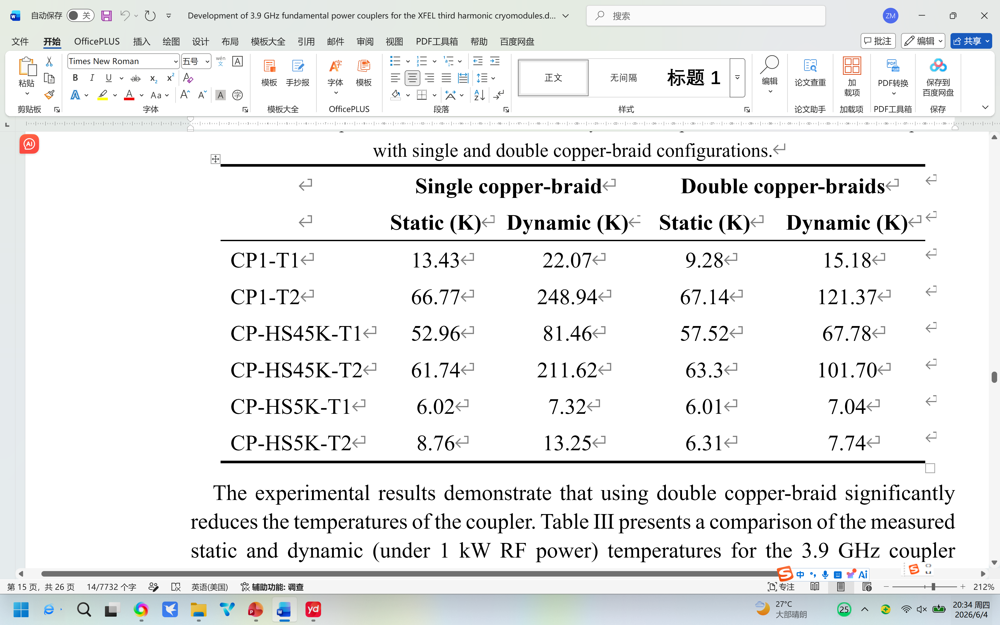 自动保存 关 Development of 3.9 GHz fundamental power couplers for the XFEL third harmonic cryomodules.d... 搜索 ZM
文件 开始 OfficePLUS 插入 绘图 设计 布局 模板大全 引用 邮件 审阅 视图 PDF工具箱 帮助 百度网盘 批注 编辑 共享
Times New Roman 五号
粘贴 模板 手抄报 字体 模板 正文 无间隔 标题 1 编辑 论文查重 加载项 PDF转换 保存到百度网盘
剪贴板 字体 模板大全 OfficePLUS 段落 样式 论文助手 加载项 PDF工具箱 保存
with single and double copper-braid configurations.
Single copper-braid Double copper-braids
Static (K) Dynamic (K) Static (K) Dynamic (K)
CP1-T1 13.43 22.07 9.28 15.18
CP1-T2 66.77 248.94 67.14 121.37
CP-HS45K-T1 52.96 81.46 57.52 67.78
CP-HS45K-T2 61.74 211.62 63.3 101.70
CP-HS5K-T1 6.02 7.32 6.01 7.04
CP-HS5K-T2 8.76 13.25 6.31 7.74
The experimental results demonstrate that using double copper-braid significantly
reduces the temperatures of the coupler. Table III presents a comparison of the measured
static and dynamic (under 1 kW RF power) temperatures for the 3.9 GHz coupler
中 Ai
第 15 页，共 26 页 14/7732 个字 英语(美国) 辅助功能: 调查 专注 212%
27°C
大部晴朗
25
20:34 周四
2026/6/4